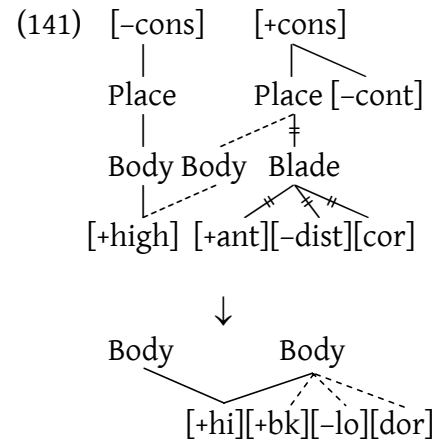 (141) [–cons] [+cons]
Place Place [–cont]
Body Body Blade
[+high] [+ant][–dist][cor]
↓
Body Body
[+hi][+bk][–lo][dor]